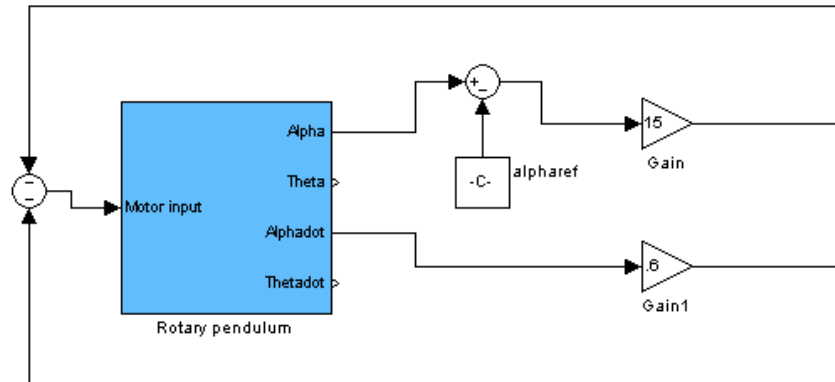 Alpha
+
-
15
Gain
-C-
alpharef
Theta
-
-
Motor input
Alphadot
.6
Gain1
Thetadot
Rotary pendulum